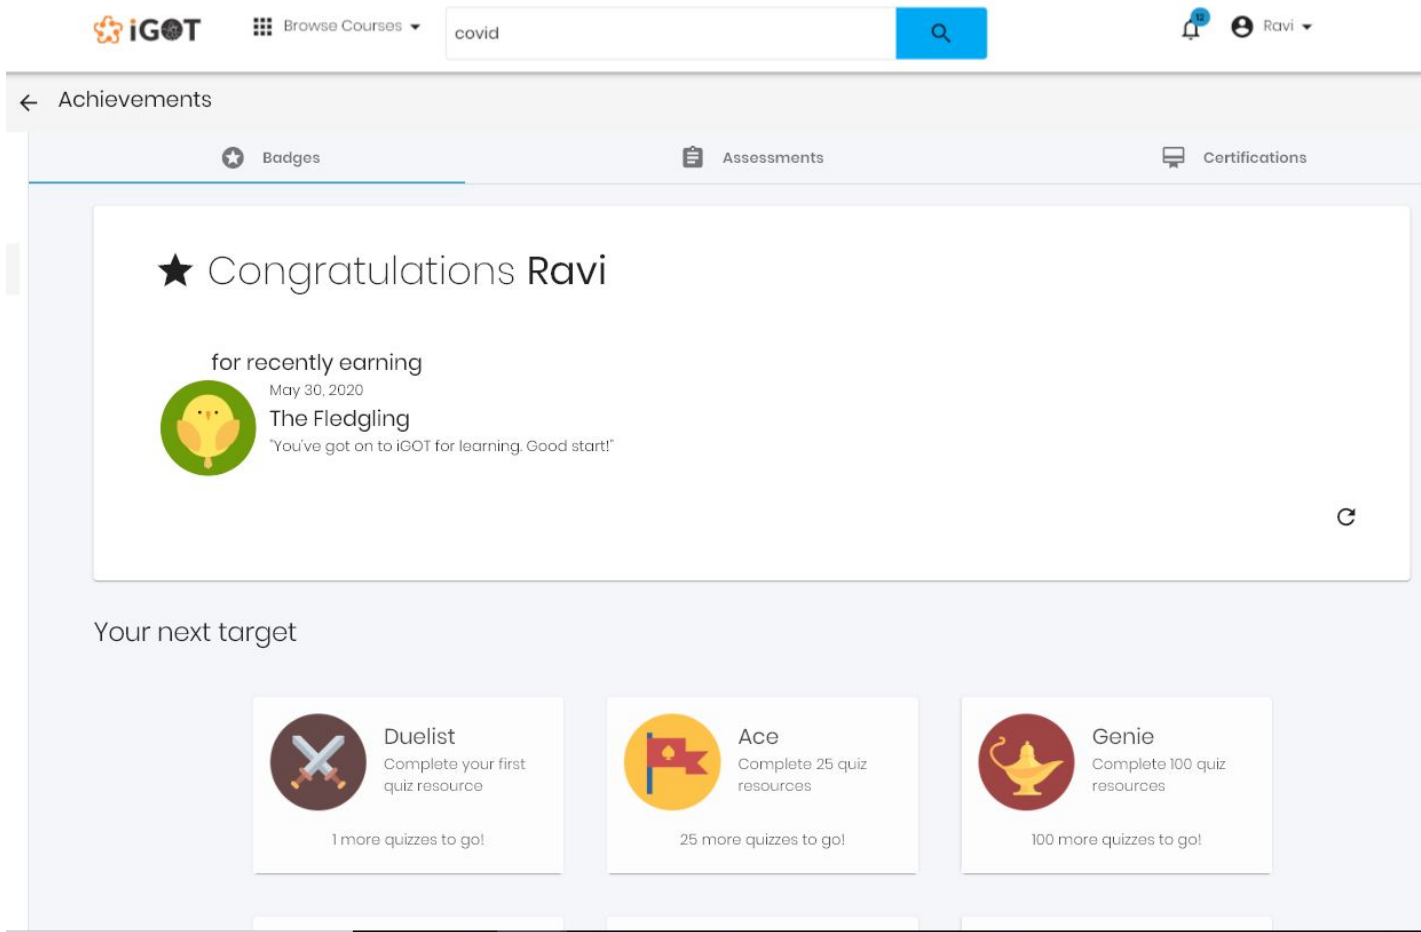 iGOT Browse Courses covid 12 Ravi
Achievements
Badges Assessments Certifications
Congratulations Ravi
for recently earning
May 30, 2020
The Fledgling
"You've got on to iGOT for learning. Good start!"
Your next target
Duelist
Complete your first
quiz resource
1 more quizzes to go!
Ace
Complete 25 quiz
resources
25 more quizzes to go!
Genie
Complete 100 quiz
resources
100 more quizzes to go!